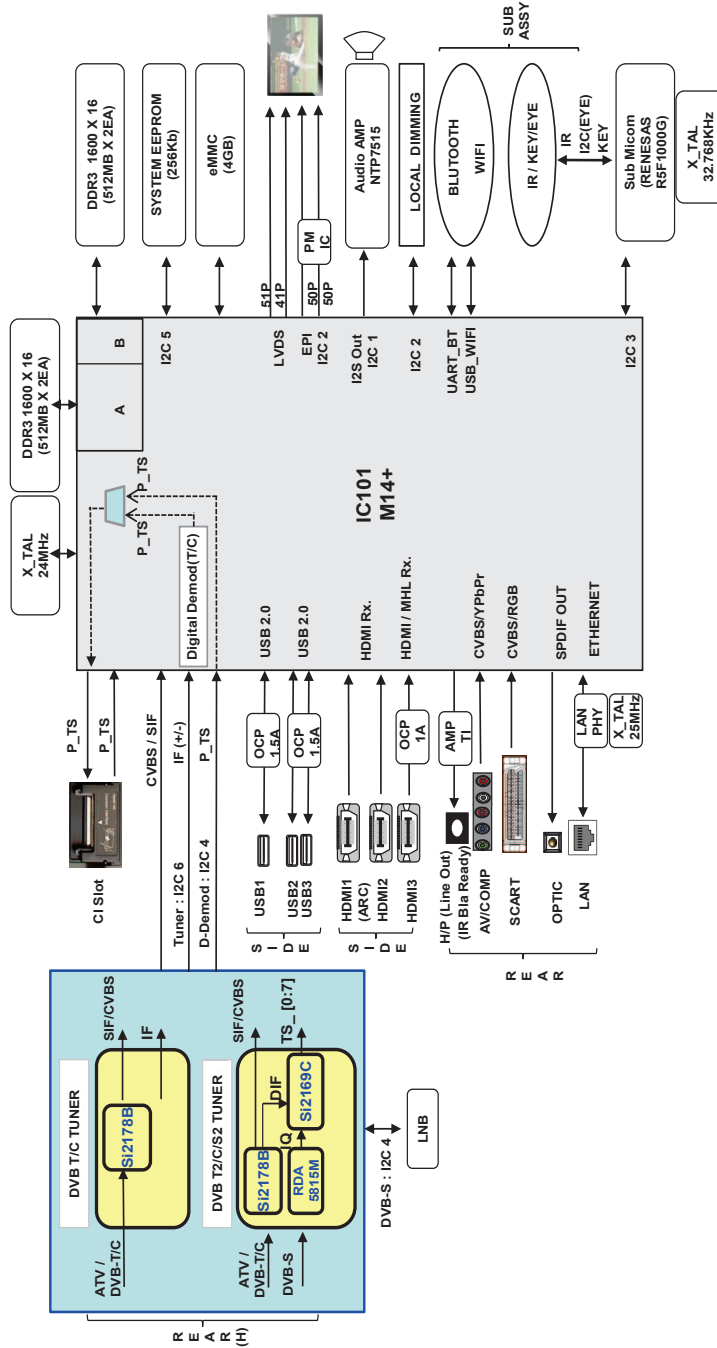 REAR
(H)
ATV /
DVB-T/C
DVB T/C TUNER
Si2178B
SIF/CVBS
IF
ATV /
DVB-T/C
DVB-S
DVB T2/C/S2 TUNER
Si2178B
DIF
IQ
RDA
5815M
Si2169C
SIF/CVBS
TS_ [0:7]
DVB-S : I2C 4
LNB
CI Slot
P_TS
P_TS
CVBS / SIF
Tuner : I2C 6
IF (+/-)
D-Demod : I2C 4
P_TS
SIDE
USB1
USB2
USB3
OCP
1.5A
OCP
1.5A
USB 2.0
USB 2.0
SIDE
HDMI1
(ARC)
HDMI2
HDMI3
OCP
1A
HDMI Rx.
HDMI / MHL Rx.
REAR
H/P (Line Out)
(IR Bla Ready)
AV/COMP
SCART
OPTIC
LAN
AMP
TI
LAN
PHY
X_TAL
25MHz
CVBS/YPbPr
CVBS/RGB
SPDIF OUT
ETHERNET
X_TAL
24MHz
DDR3 1600 X 16
(512MB X 2EA)
P_TS
P_TS
Digital Demod(T/C)
A
B
IC101
M14+
I2C 5
LVDS
EPI
I2C 2
I2S Out
I2C 1
I2C 2
UART_BT
USB_WIFI
I2C 3
51P
41P
50P
50P
PM
IC
DDR3 1600 X 16
(512MB X 2EA)
SYSTEM EEPROM
(256Kb)
eMMC
(4GB)
Audio AMP
NTP7515
LOCAL DIMMING
BLUTOOTH
WIFI
IR / KEY/EYE
SUB
ASSY
IR
I2C(EYE)
KEY
Sub Micom
(RENESAS
R5F1000G)
X_TAL
32.768KHz